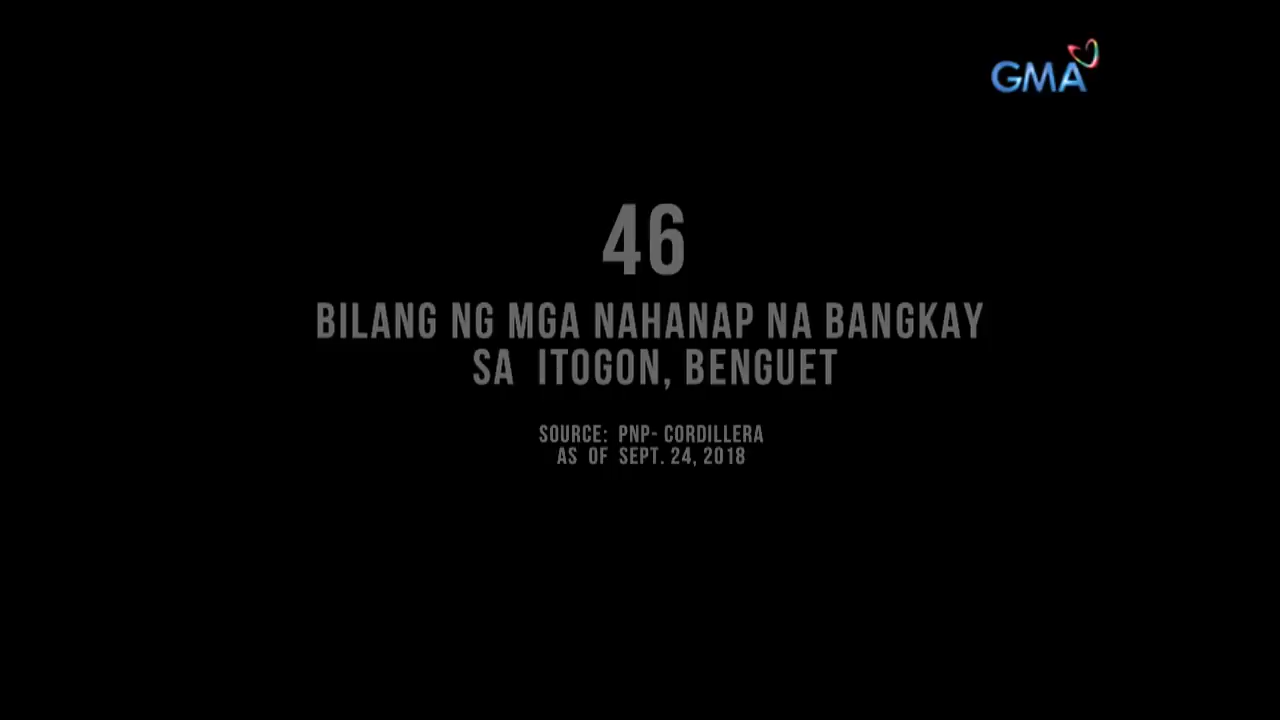 GMA
46
BILANG NG MGA NAHANAP NA BANGKAY
SA ITOGON, BENGUET
SOURCE: PNP- CORDILLERA
AS OF SEPT. 24, 2018